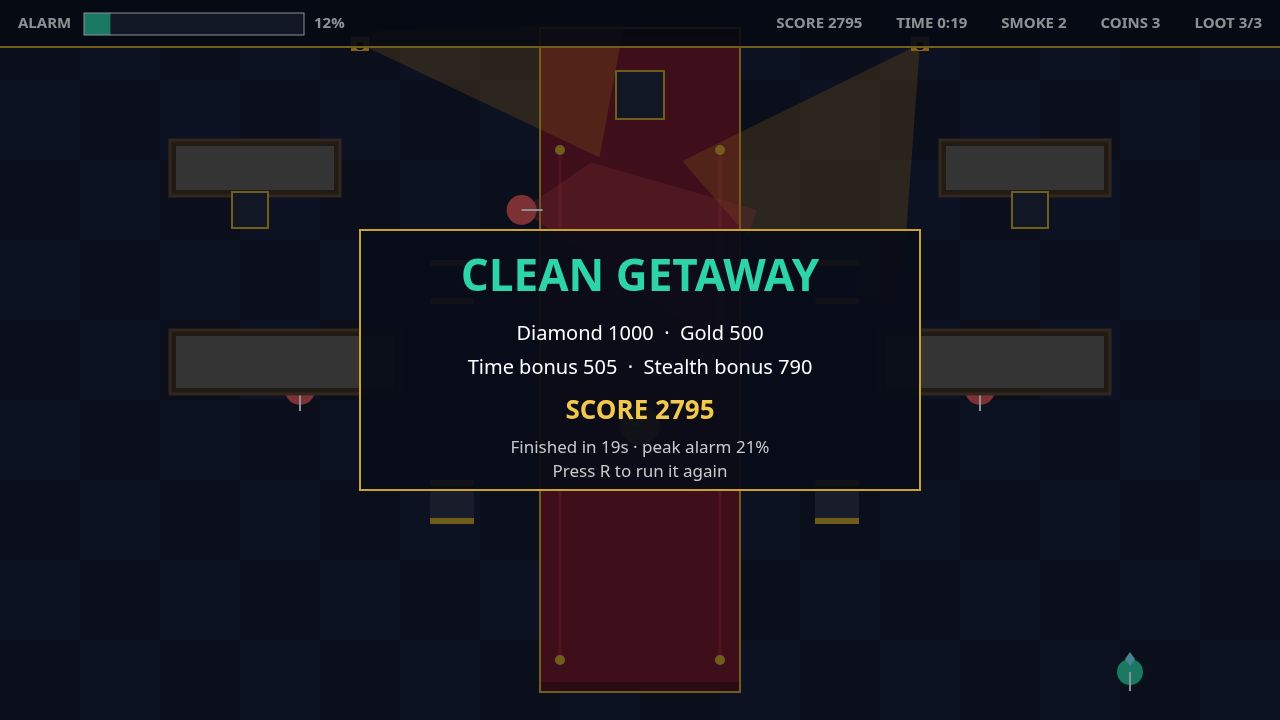 ALARM 12% SCORE 2795 TIME 0:19 SMOKE 2 COINS 3 LOOT 3/3
CLEAN GETAWAY
Diamond 1000 · Gold 500
Time bonus 505 · Stealth bonus 790
SCORE 2795
Finished in 19s · peak alarm 21%
Press R to run it again